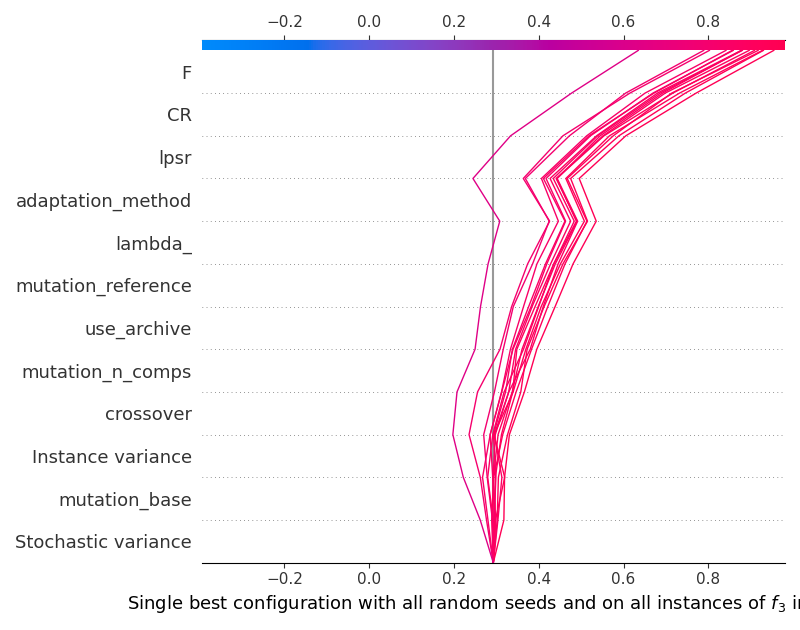 −0.2 0.0 0.2 0.4 0.6 0.8
F
CR
lpsr
adaptation_method
lambda_
mutation_reference
use_archive
mutation_n_comps
crossover
Instance variance
mutation_base
Stochastic variance
−0.2 0.0 0.2 0.4 0.6 0.8
Single best configuration with all random seeds and on all instances of f₃